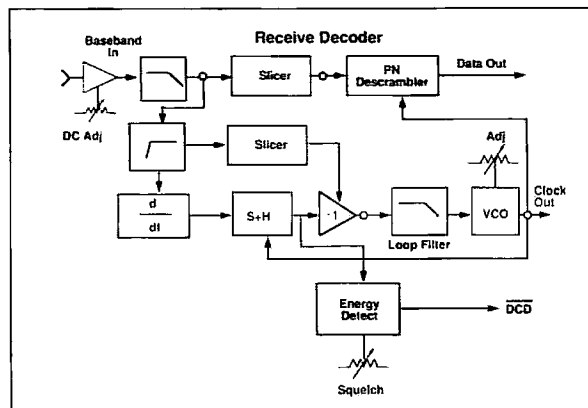 Receive Decoder
Baseband
In
DC Adj
Slicer
PN
Descrambler
Data Out
Slicer
d
dt
S+H
-1
Loop Filter
Adj
VCO
Clock
Out
Energy
Detect
DCD
Squelch